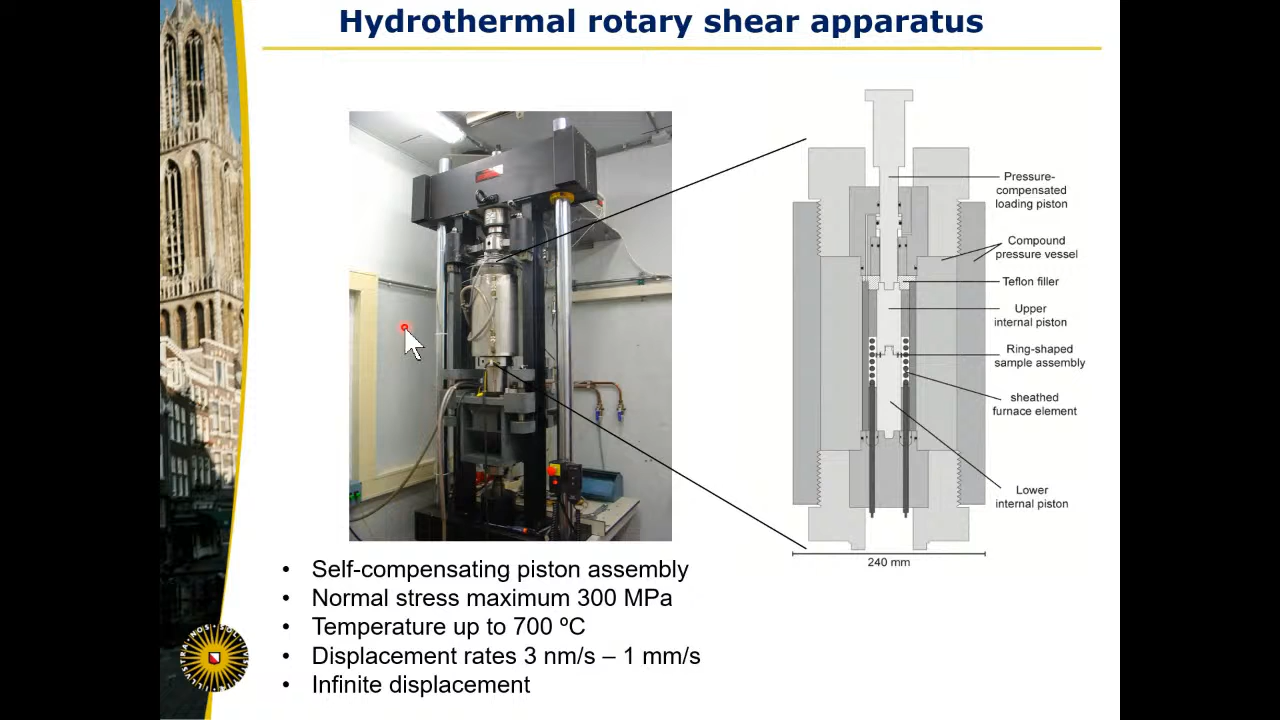 Hydrothermal rotary shear apparatus
Pressure-
compensated
loading piston
Compound
pressure vessel
Teflon filler
Upper
internal piston
Ring-shaped
sample assembly
sheathed
furnace element
Lower
internal piston
240 mm
• Self-compensating piston assembly
• Normal stress maximum 300 MPa
• Temperature up to 700 ºC
• Displacement rates 3 nm/s – 1 mm/s
• Infinite displacement